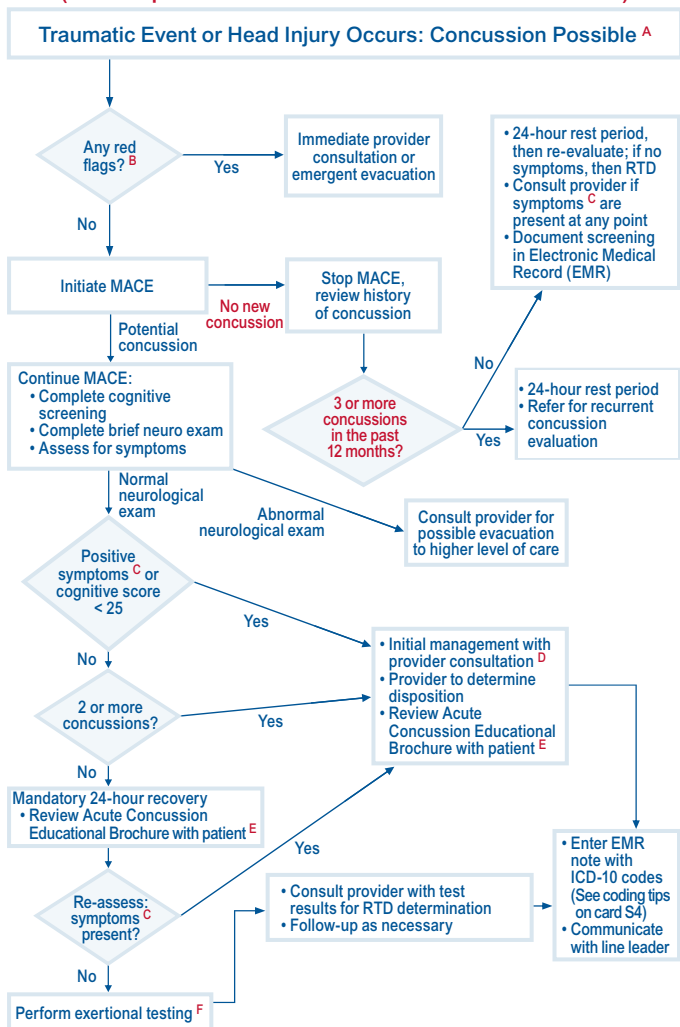 Traumatic Event or Head Injury Occurs: Concussion Possible A
Any red
flags? B
Yes
Immediate provider
consultation or
emergent evacuation
No
Initiate MACE
No new
concussion
Stop MACE,
review history
of concussion
• 24-hour rest period,
then re-evaluate; if no
symptoms, then RTD
• Consult provider if
symptoms C are
present at any point
• Document screening
in Electronic Medical
Record (EMR)
Potential
concussion
3 or more
concussions
in the past
12 months?
No
Yes
• 24-hour rest period
• Refer for recurrent
concussion
evaluation
Continue MACE:
• Complete cognitive
screening
• Complete brief neuro exam
• Assess for symptoms
Normal
neurological
exam
Abnormal
neurological exam
Consult provider for
possible evacuation
to higher level of care
Positive
symptoms C or
cognitive score
< 25
Yes
No
• Initial management with
provider consultation D
• Provider to determine
disposition
• Review Acute
Concussion Educational
Brochure with patient E
2 or more
concussions?
Yes
No
Mandatory 24-hour recovery
• Review Acute Concussion
Educational Brochure with patient E
Yes
Re-assess:
symptoms C
present?
No
• Consult provider with test
results for RTD determination
• Follow-up as necessary
• Enter EMR
note with
ICD-10 codes
(See coding tips
on card S4)
• Communicate
with line leader
Perform exertional testing F